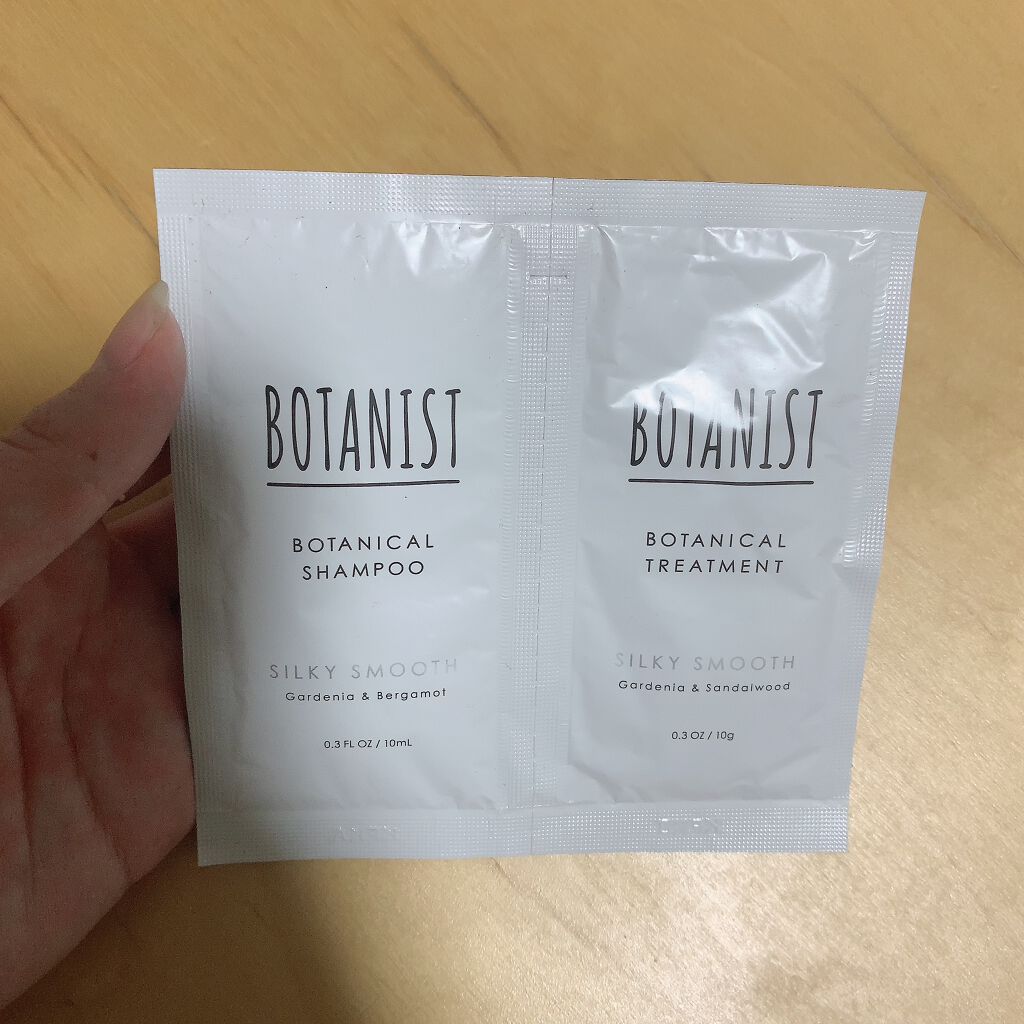 BOTANIST
BOTANICAL
SHAMPOO
SILKY SMOOTH
Gardenia & Bergamot
0.3 FL OZ / 10mL
BOTANIST
BOTANICAL
TREATMENT
SILKY SMOOTH
Gardenia & Sandalwood
0.3 OZ / 10g